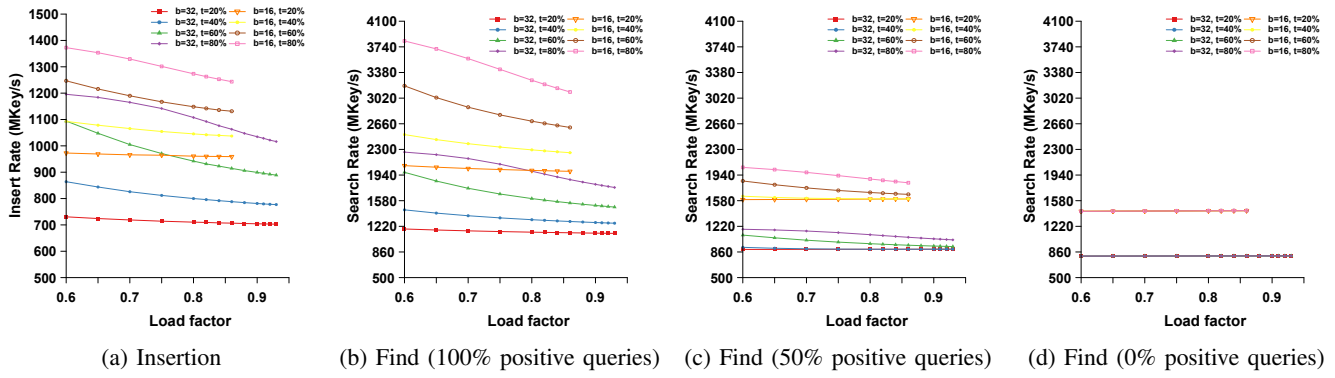 1500
1400
1300
1200
1100
1000
900
800
700
600
500
Insert Rate (MKey/s)
b=32, t=20% b=16, t=20%
b=32, t=40% b=16, t=40%
b=32, t=60% b=16, t=60%
b=32, t=80% b=16, t=80%
0.6 0.7 0.8 0.9
Load factor
(a) Insertion
4100
3740
3380
3020
2660
2300
1940
1580
1220
860
500
Search Rate (MKey/s)
b=32, t=20% b=16, t=20%
b=32, t=40% b=16, t=40%
b=32, t=60% b=16, t=60%
b=32, t=80% b=16, t=80%
0.6 0.7 0.8 0.9
Load factor
(b) Find (100% positive queries)
4100
3740
3380
3020
2660
2300
1940
1580
1220
860
500
Search Rate (MKey/s)
b=32, t=20% b=16, t=20%
b=32, t=40% b=16, t=40%
b=32, t=60% b=16, t=60%
b=32, t=80% b=16, t=80%
0.6 0.7 0.8 0.9
Load factor
(c) Find (50% positive queries)
4100
3740
3380
3020
2660
2300
1940
1580
1220
860
500
Search Rate (MKey/s)
b=32, t=20% b=16, t=20%
b=32, t=40% b=16, t=40%
b=32, t=60% b=16, t=60%
b=32, t=80% b=16, t=80%
0.6 0.7 0.8 0.9
Load factor
(d) Find (0% positive queries)